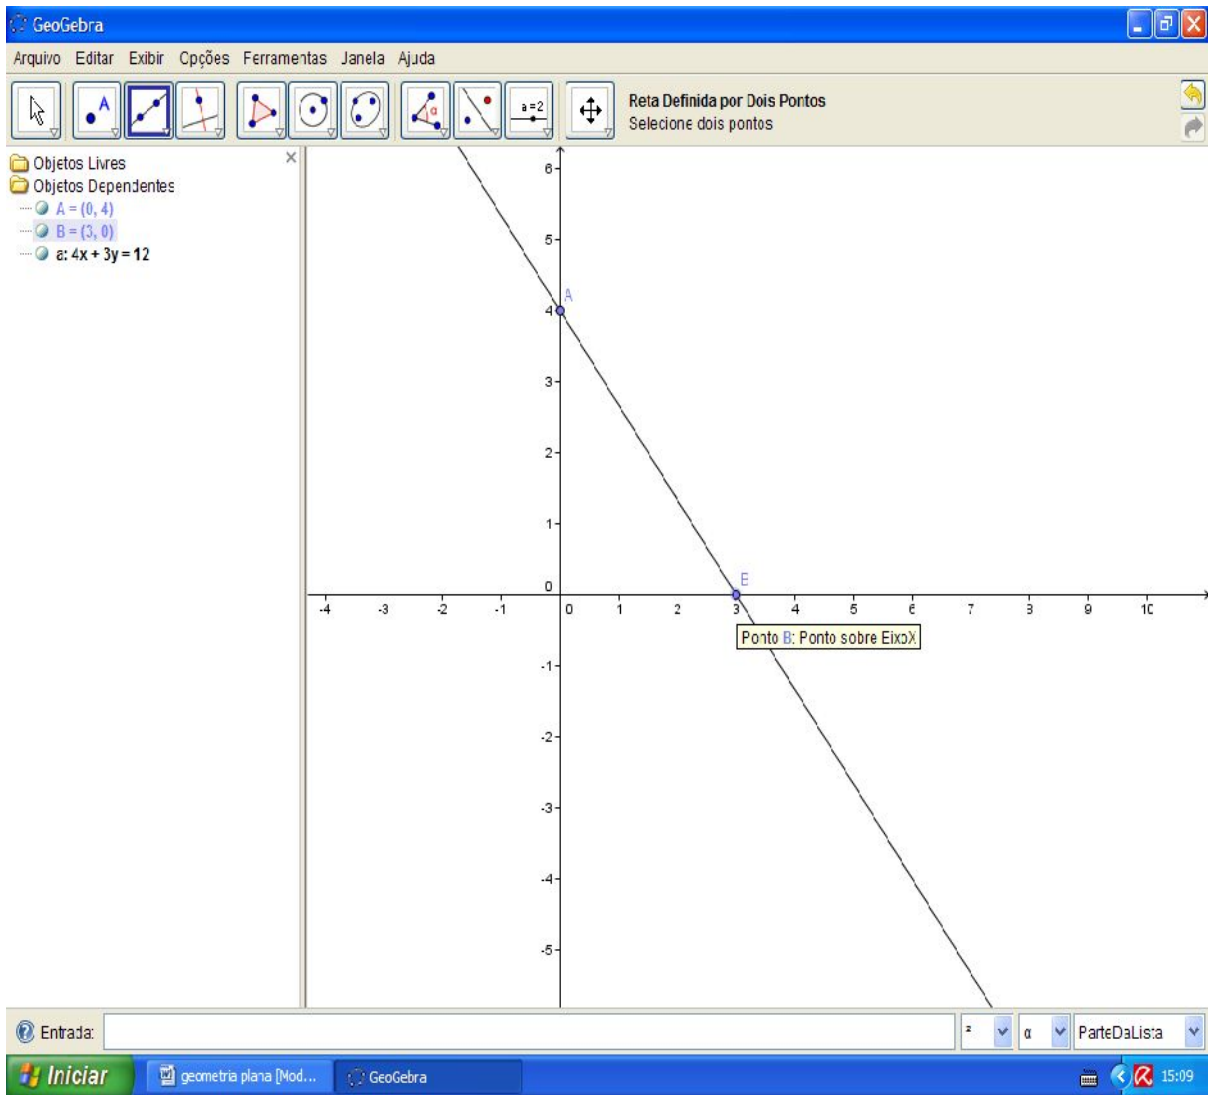 GeoGebra
Arquivo Editar Exibir Opções Ferramentas Janela Ajuda
A
α
a=2
Reta Definida por Dois Pontos
Selecione dois pontos
Objetos Livres
Objetos Dependentes
A = (0, 4)
B = (3, 0)
a: 4x + 3y = 12
6
5
A
4
3
2
1
B
0
-4 -3 -2 -1 0 1 2 3 4 5 6 7 8 9 10
Ponto B: Ponto sobre EixoX
-1
-2
-3
-4
-5
Entrada:
² α ParteDaLista
Iniciar
geometria plana [Mod...
GeoGebra
15:09